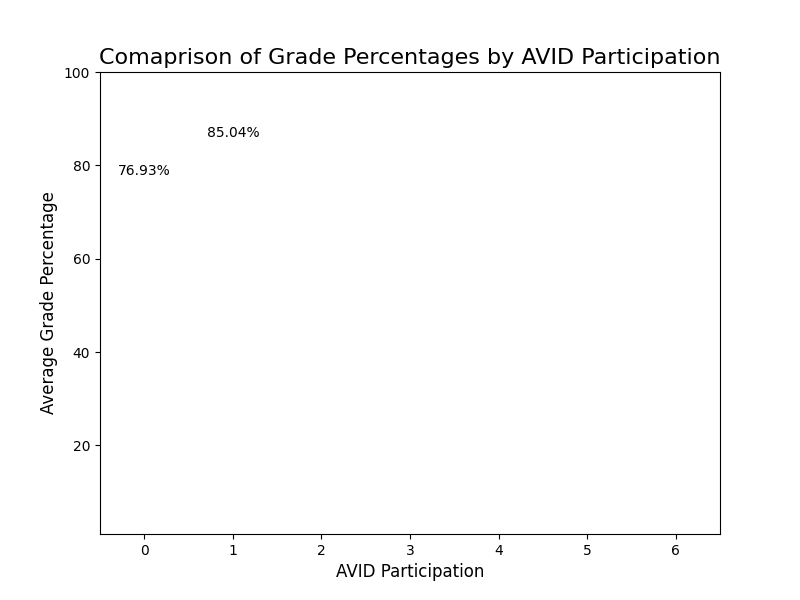 Comaprison of Grade Percentages by AVID Participation
100
85.04%
80
76.93%
60
40
20
Average Grade Percentage
0 1 2 3 4 5 6
AVID Participation